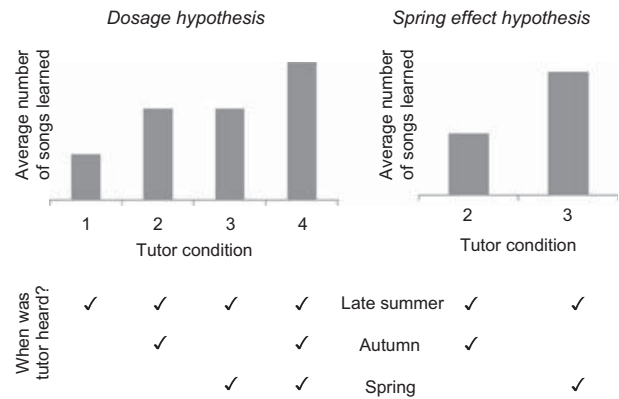 Dosage hypothesis
Spring effect hypothesis
Average number
of songs learned
1 2 3 4
Tutor condition
Average number
of songs learned
2 3
Tutor condition
When was
tutor heard?
✓ ✓ ✓ ✓ Late summer ✓ ✓
✓ ✓ Autumn ✓
✓ ✓ Spring ✓